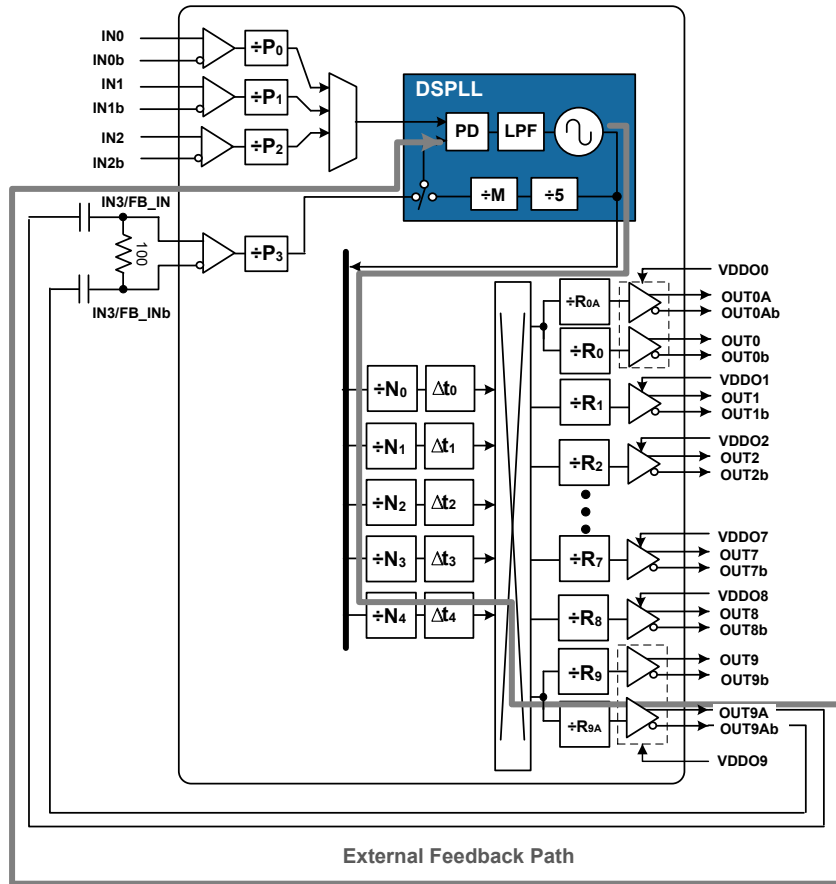 IN0
IN0b
IN1
IN1b
IN2
IN2b
÷P0
÷P1
÷P2
DSPLL
PD
LPF
÷M
÷5
IN3/FB_IN
100
IN3/FB_INb
÷P3
÷N0
Δt0
÷N1
Δt1
÷N2
Δt2
÷N3
Δt3
÷N4
Δt4
÷R0A
÷R0
÷R1
÷R2
÷R7
÷R8
÷R9
÷R9A
VDDO0
OUT0A
OUT0Ab
OUT0
OUT0b
VDDO1
OUT1
OUT1b
VDDO2
OUT2
OUT2b
VDDO7
OUT7
OUT7b
VDDO8
OUT8
OUT8b
OUT9
OUT9b
OUT9A
OUT9Ab
VDDO9
External Feedback Path